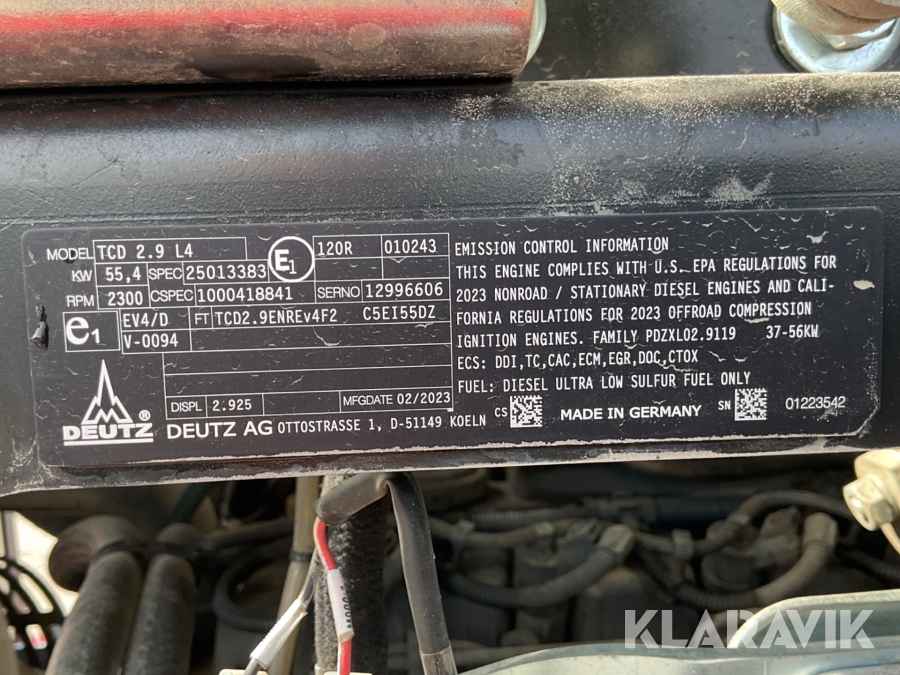 MODEL TCD 2.9 L4 E1 120R 010243
KW 55,4 SPEC 25013383
RPM 2300 CSPEC 1000418841 SERNO 12996606
e1 EV4/D FT TCD2.9ENREv4F2 C5EI55DZ
V-0094
DISPL 2.925 MFGDATE 02/2023
DEUTZ ®
DEUTZ AG OTTOSTRASSE 1, D-51149 KOELN
EMISSION CONTROL INFORMATION
THIS ENGINE COMPLIES WITH U.S. EPA REGULATIONS FOR
2023 NONROAD / STATIONARY DIESEL ENGINES AND CALI-
FORNIA REGULATIONS FOR 2023 OFFROAD COMPRESSION
IGNITION ENGINES. FAMILY PDZXL02.9119 37-56KW
ECS: DDI,TC,CAC,ECM,EGR,DOC,CTOX
FUEL: DIESEL ULTRA LOW SULFUR FUEL ONLY
CS MADE IN GERMANY SN 01223542
KLARAVIK